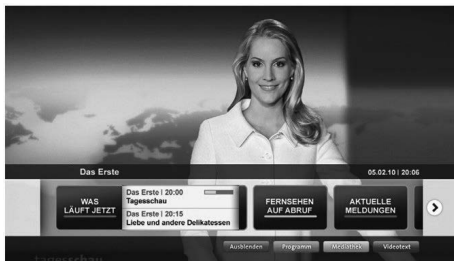 Das Erste
05.02.10 | 20:06
WAS
LÄUFT JETZT
Das Erste | 20:00
Tagesschau
Das Erste | 20:15
Liebe und andere Delikatessen
FERNSEHEN
AUF ABRUF
AKTUELLE
MELDUNGEN
Ausblenden
Programm
Mediathek
Videotext
tagesschau